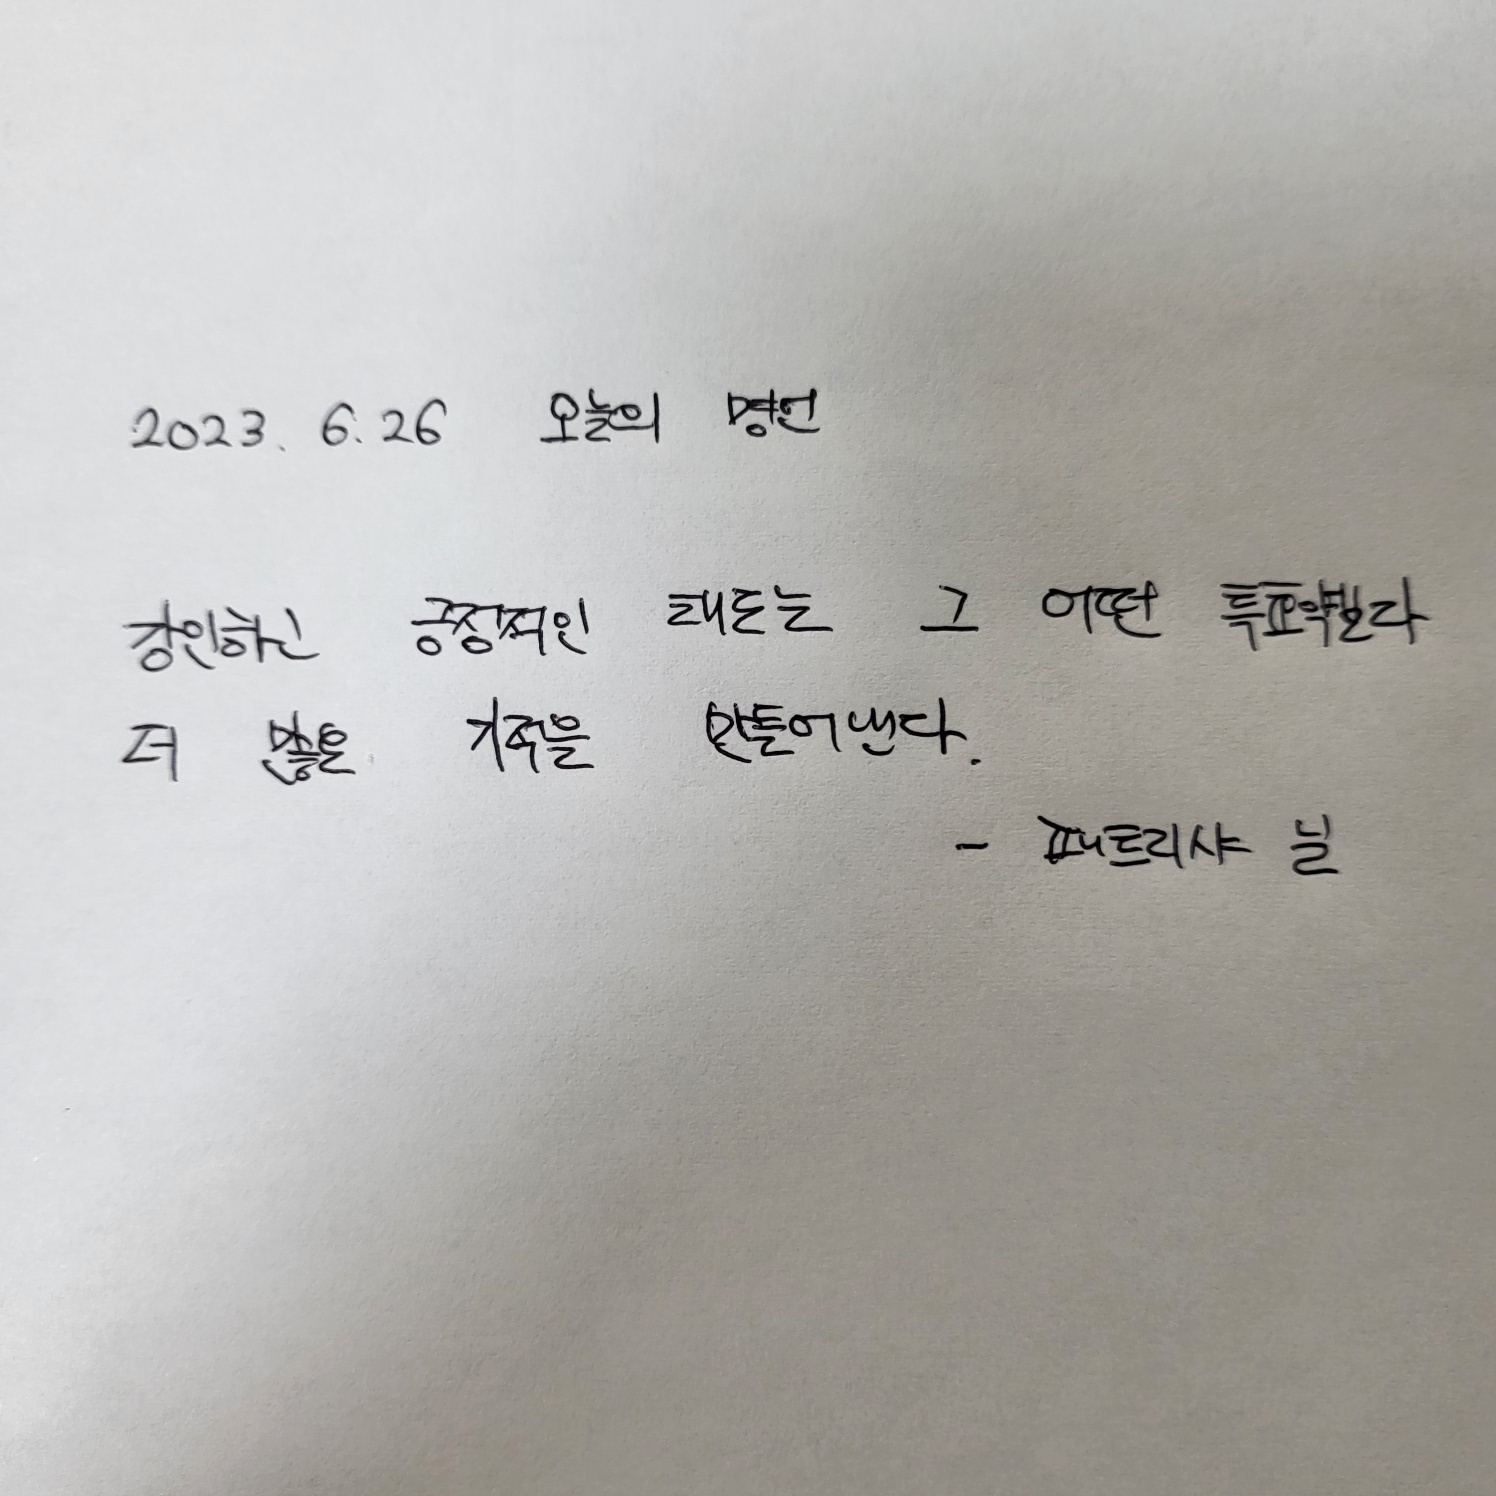 2023. 6. 26 오늘의 명언
강인한 긍정적인 태도는 그 어떤 특효약보다
더 많은 기적을 만들어 낸다.
- 패트리샤 닐